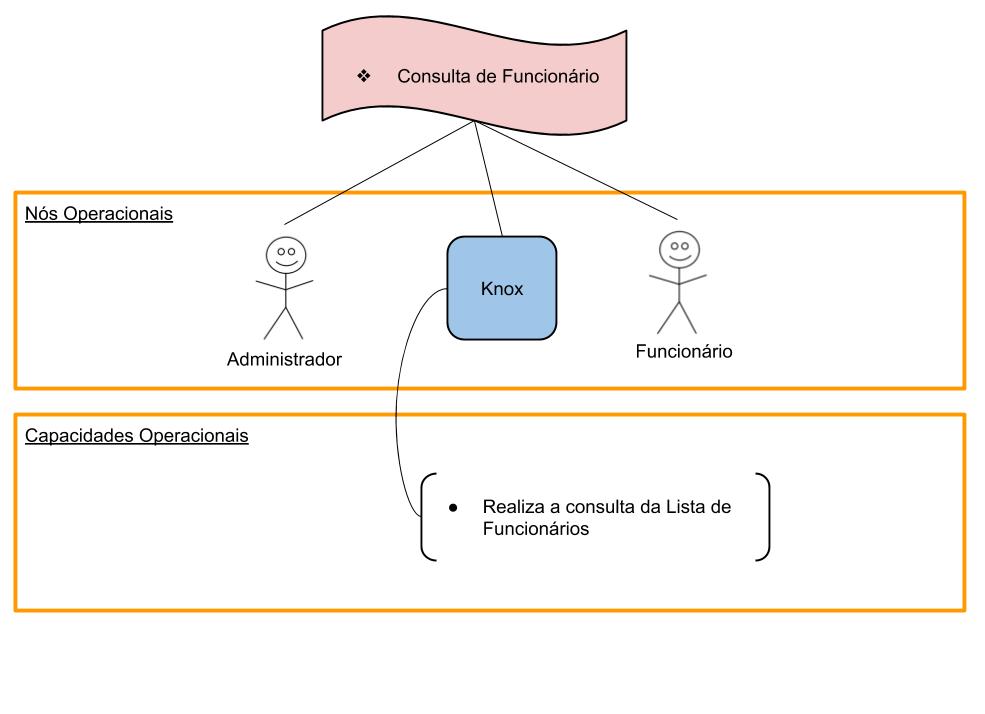 ❖ Consulta de Funcionário
Nós Operacionais
Knox
Administrador
Funcionário
Capacidades Operacionais
● Realiza a consulta da Lista de
Funcionários